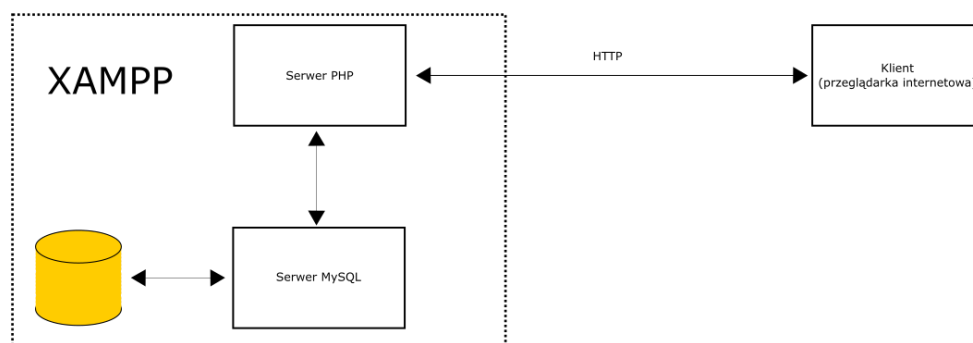 XAMPP
Serwer PHP
HTTP
Klient
(przeglądarka internetowa)
Serwer MySQL